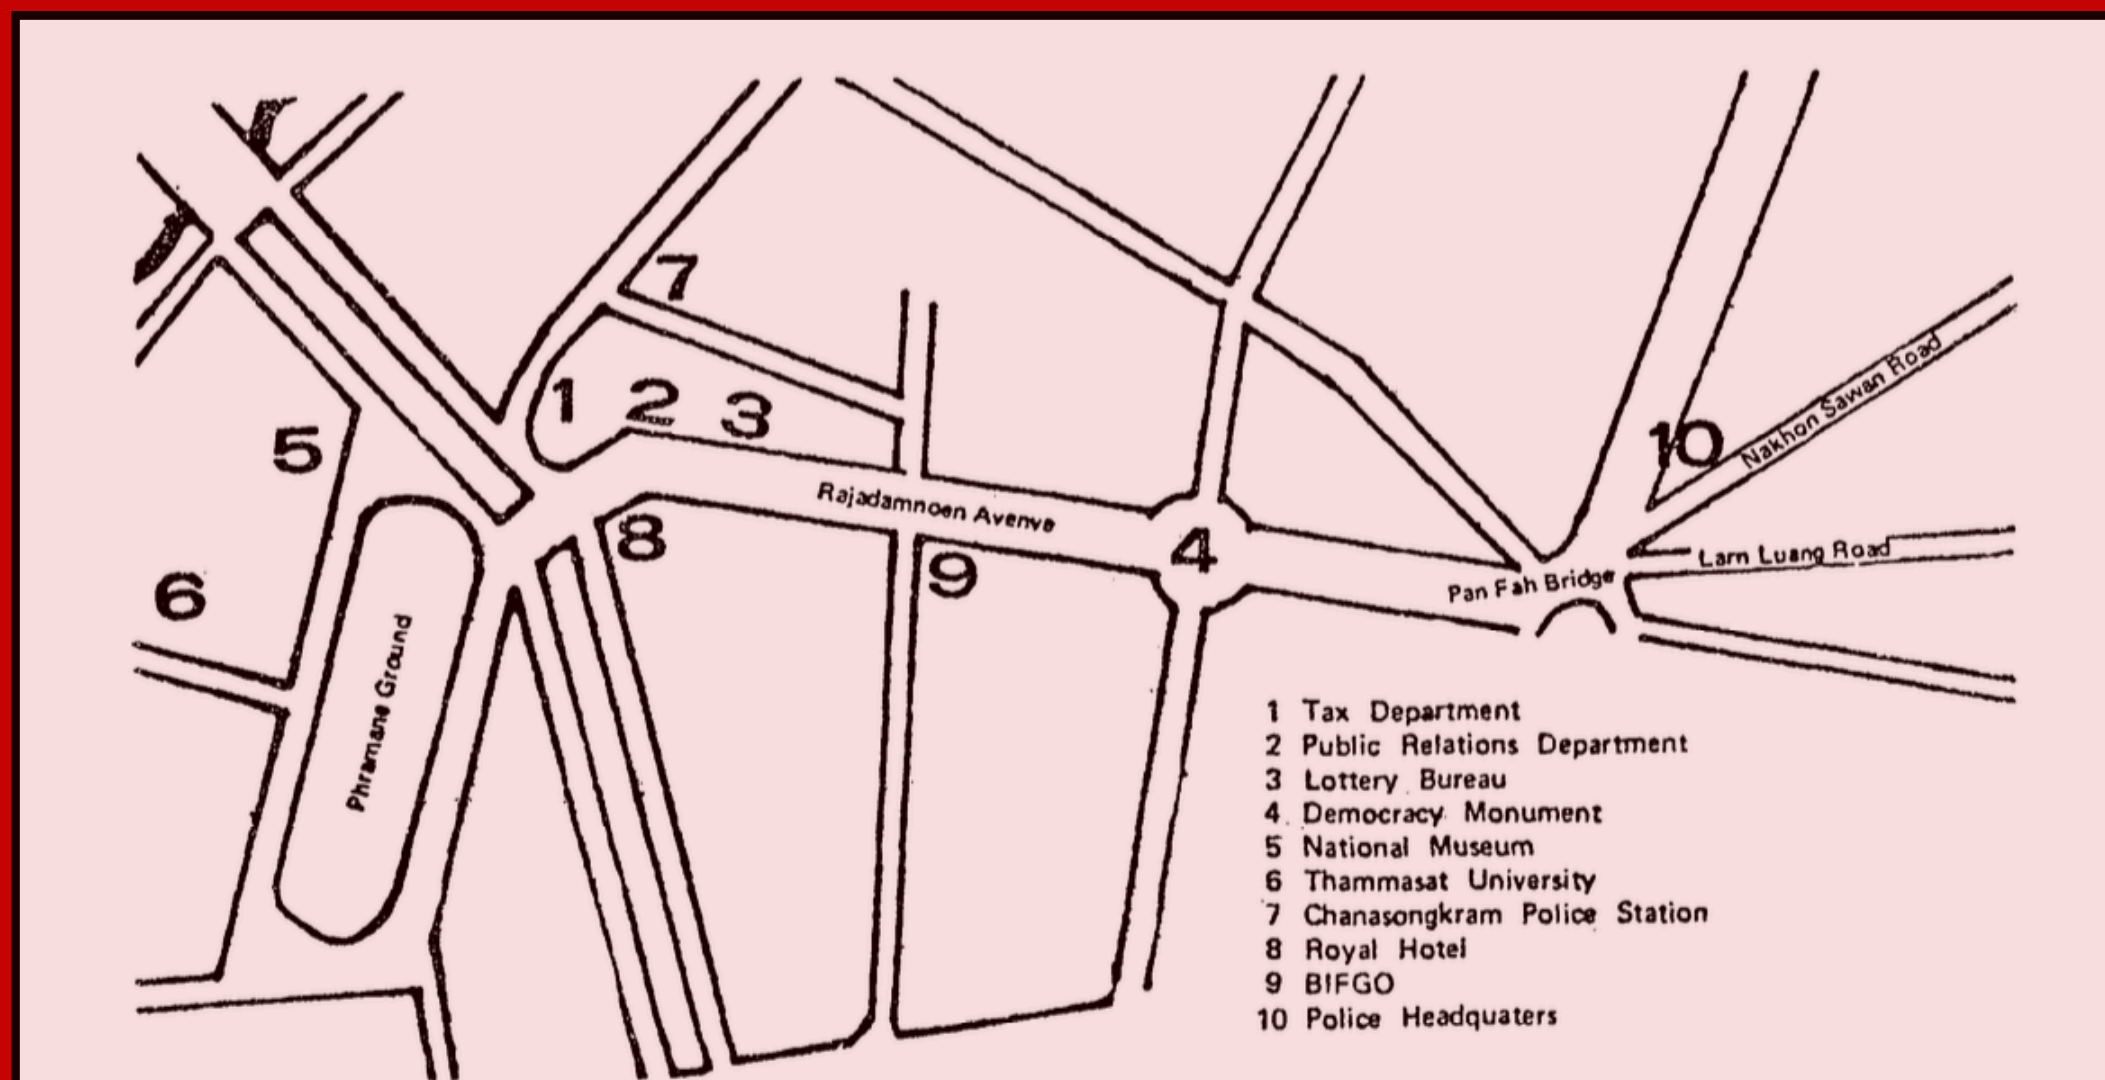 7
1 2 3
5
10
Nakhon Sawan Road
Rajadamnoen Avenve
8
4
Larn Luang Road
9
Pan Fah Bridge
6
Phramane Ground
1 Tax Department
2 Public Relations Department
3 Lottery Bureau
4 Democracy Monument
5 National Museum
6 Thammasat University
7 Chanasongkram Police Station
8 Royal Hotel
9 BIFGO
10 Police Headquaters